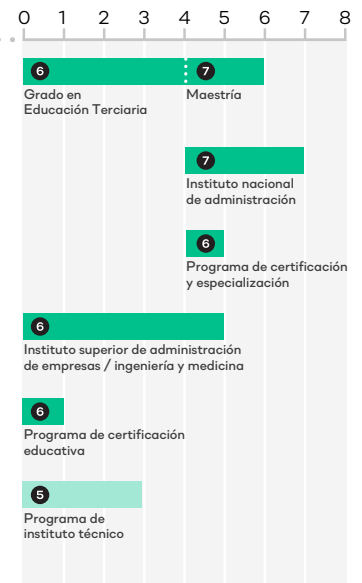 0 1 2 3 4 5 6 7 8
6 7
Grado en Maestría
Educación Terciaria
7
Instituto nacional
de administración
6
Programa de certificación
y especialización
6
Instituto superior de administración
de empresas / ingeniería y medicina
6
Programa de certificación
educativa
5
Programa de
instituto técnico